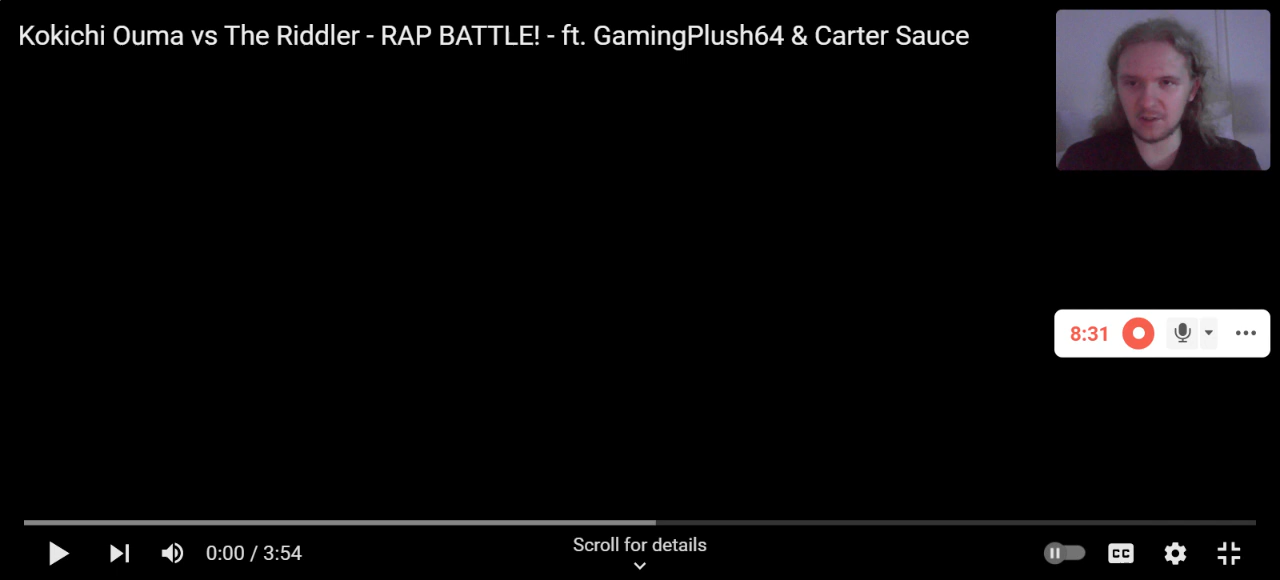 Kokichi Ouma vs The Riddler - RAP BATTLE! - ft. GamingPlush64 & Carter Sauce
8:31
0:00 / 3:54
Scroll for details
CC